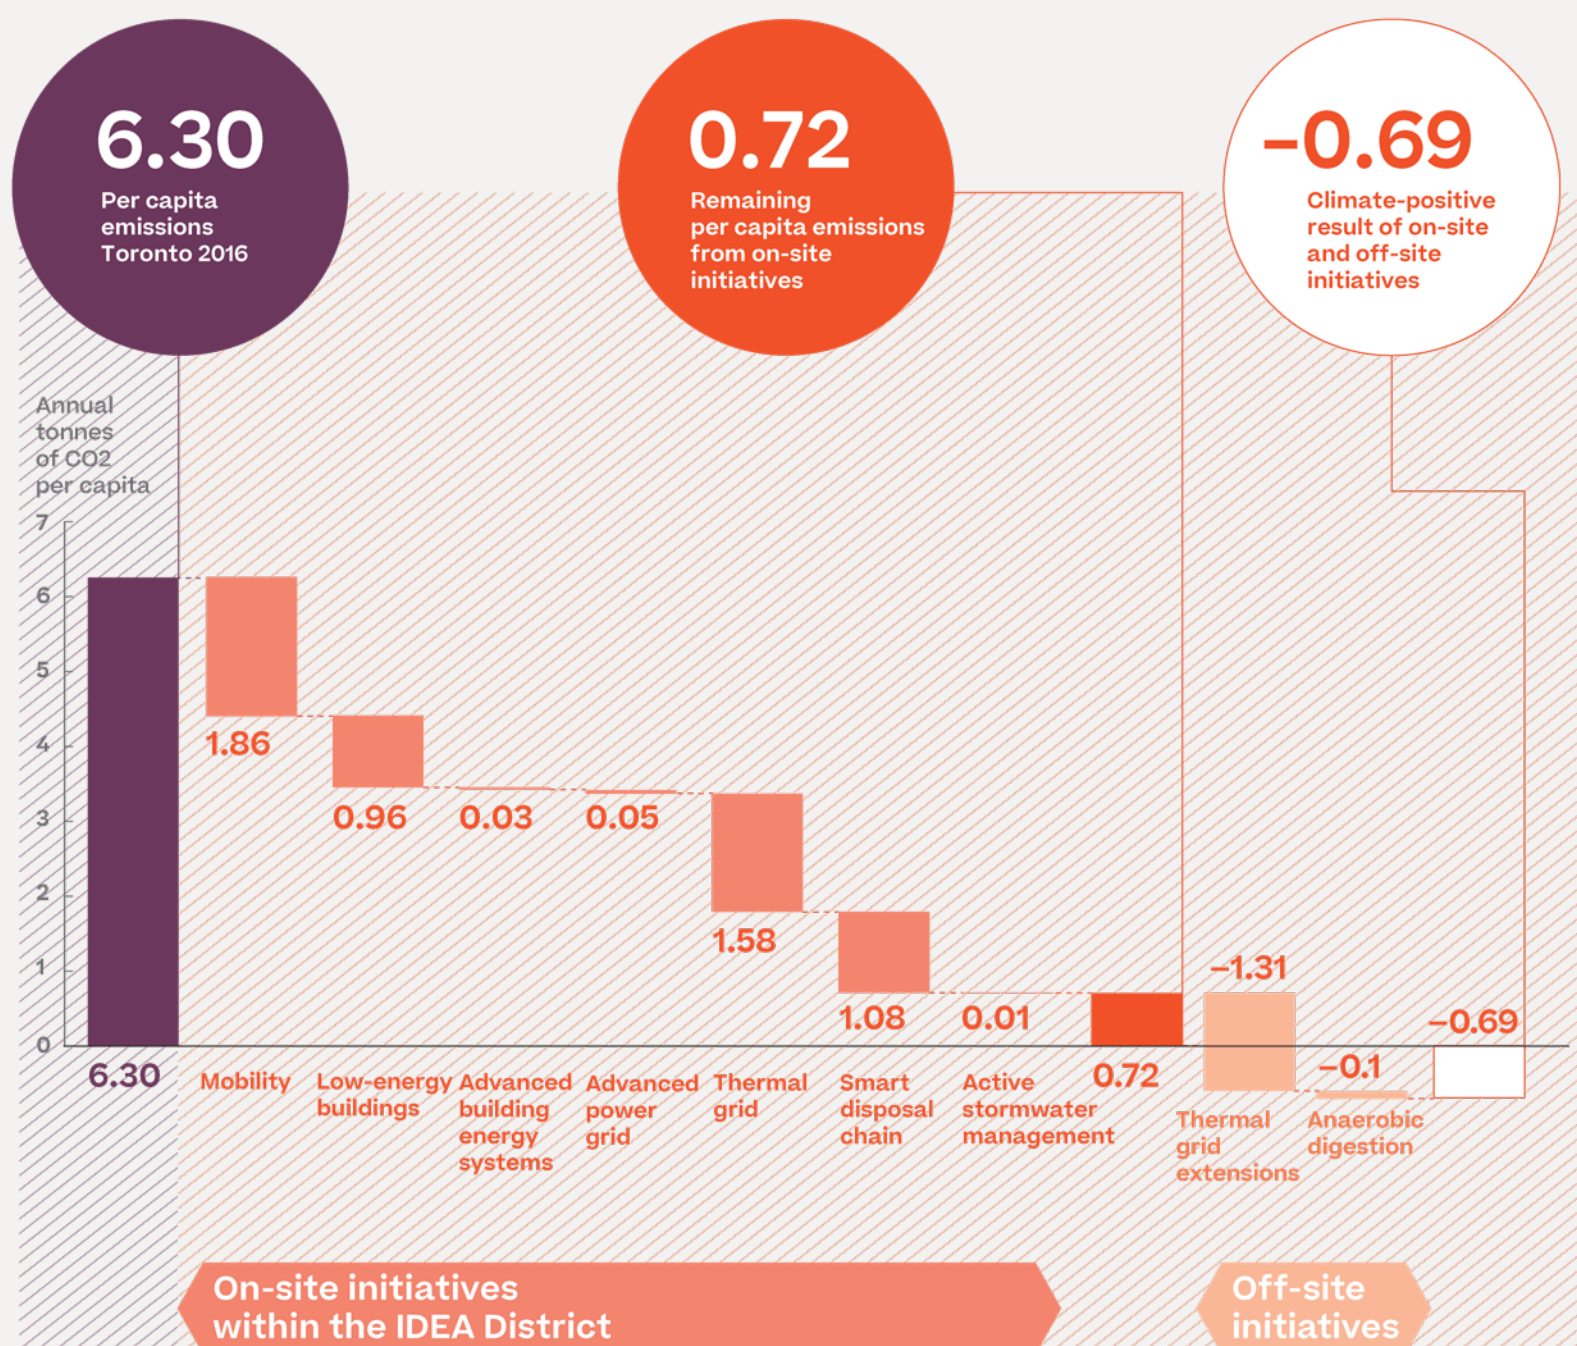 6.30
Per capita
emissions
Toronto 2016
0.72
Remaining
per capita emissions
from on-site
initiatives
–0.69
Climate-positive
result of on-site
and off-site
initiatives
Annual
tonnes
of CO2
per capita
7
6
5
4
3
2
1
0
6.30
1.86
0.96
0.03
0.05
1.58
1.08
0.01
0.72
–1.31
–0.1
–0.69
Mobility
Low-energy
buildings
Advanced
building
energy
systems
Advanced
power
grid
Thermal
grid
Smart
disposal
chain
Active
stormwater
management
Thermal
grid
extensions
Anaerobic
digestion
On-site initiatives
within the IDEA District
Off-site
initiatives